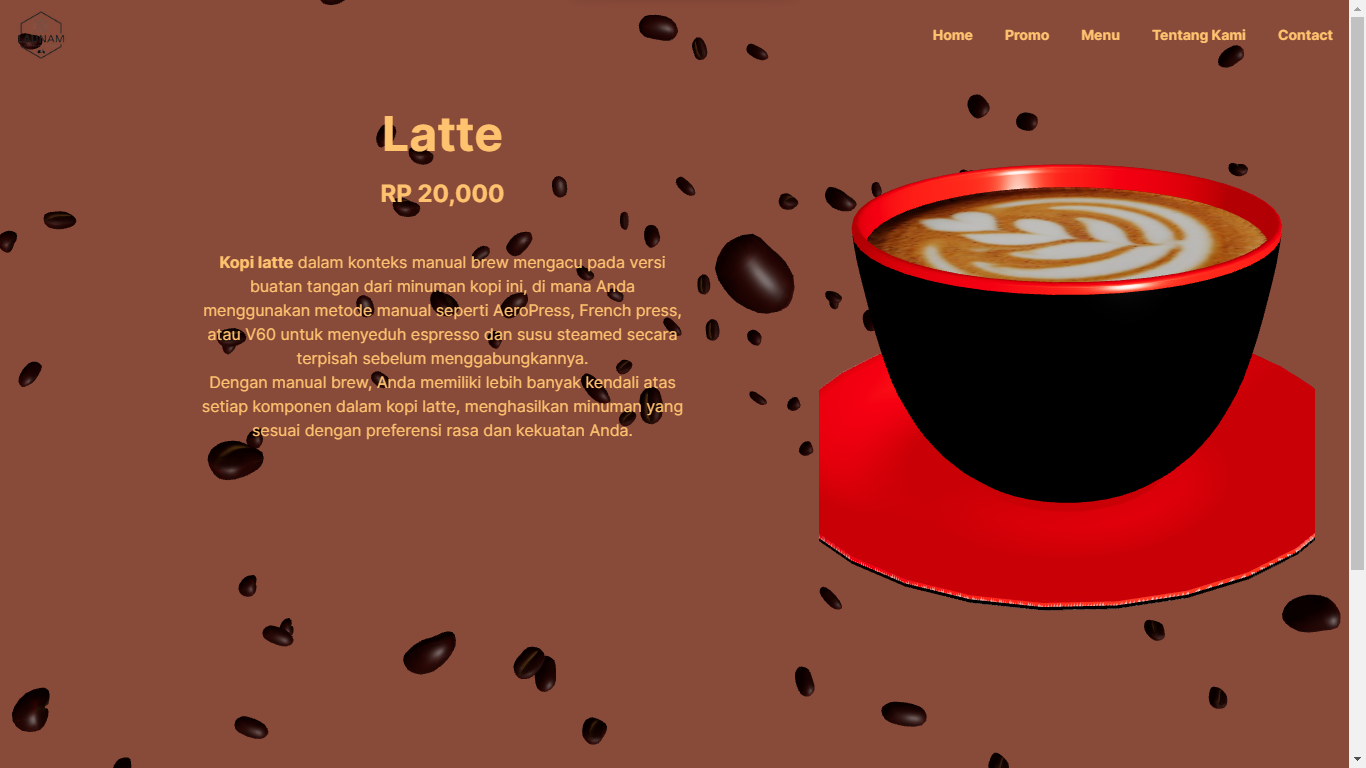 Home Promo Menu Tentang Kami Contact
Latte
RP 20,000
Kopi latte dalam konteks manual brew mengacu pada versi
buatan tangan dari minuman kopi ini, di mana Anda
menggunakan metode manual seperti AeroPress, French press,
atau V60 untuk menyeduh espresso dan susu steamed secara
terpisah sebelum menggabungkannya.
Dengan manual brew, Anda memiliki lebih banyak kendali atas
setiap komponen dalam kopi latte, menghasilkan minuman yang
sesuai dengan preferensi rasa dan kekuatan Anda.